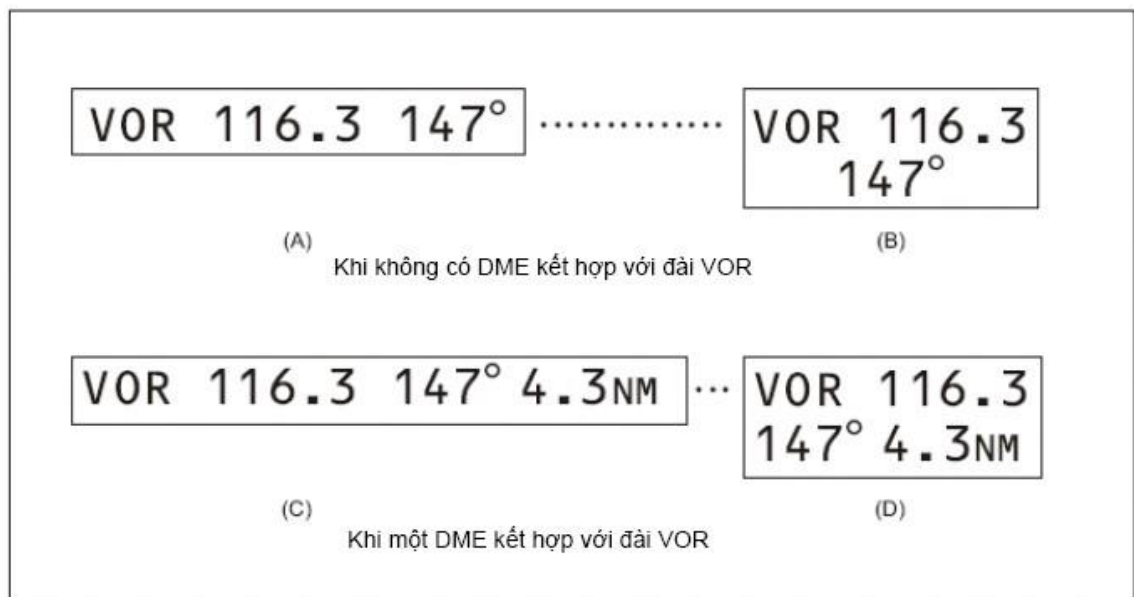 VOR 116.3 147°
VOR 116.3
147°
(A)
(B)
Khi không có DME kết hợp với đài VOR
VOR 116.3 147° 4.3NM
VOR 116.3
147° 4.3NM
(C)
(D)
Khi một DME kết hợp với đài VOR